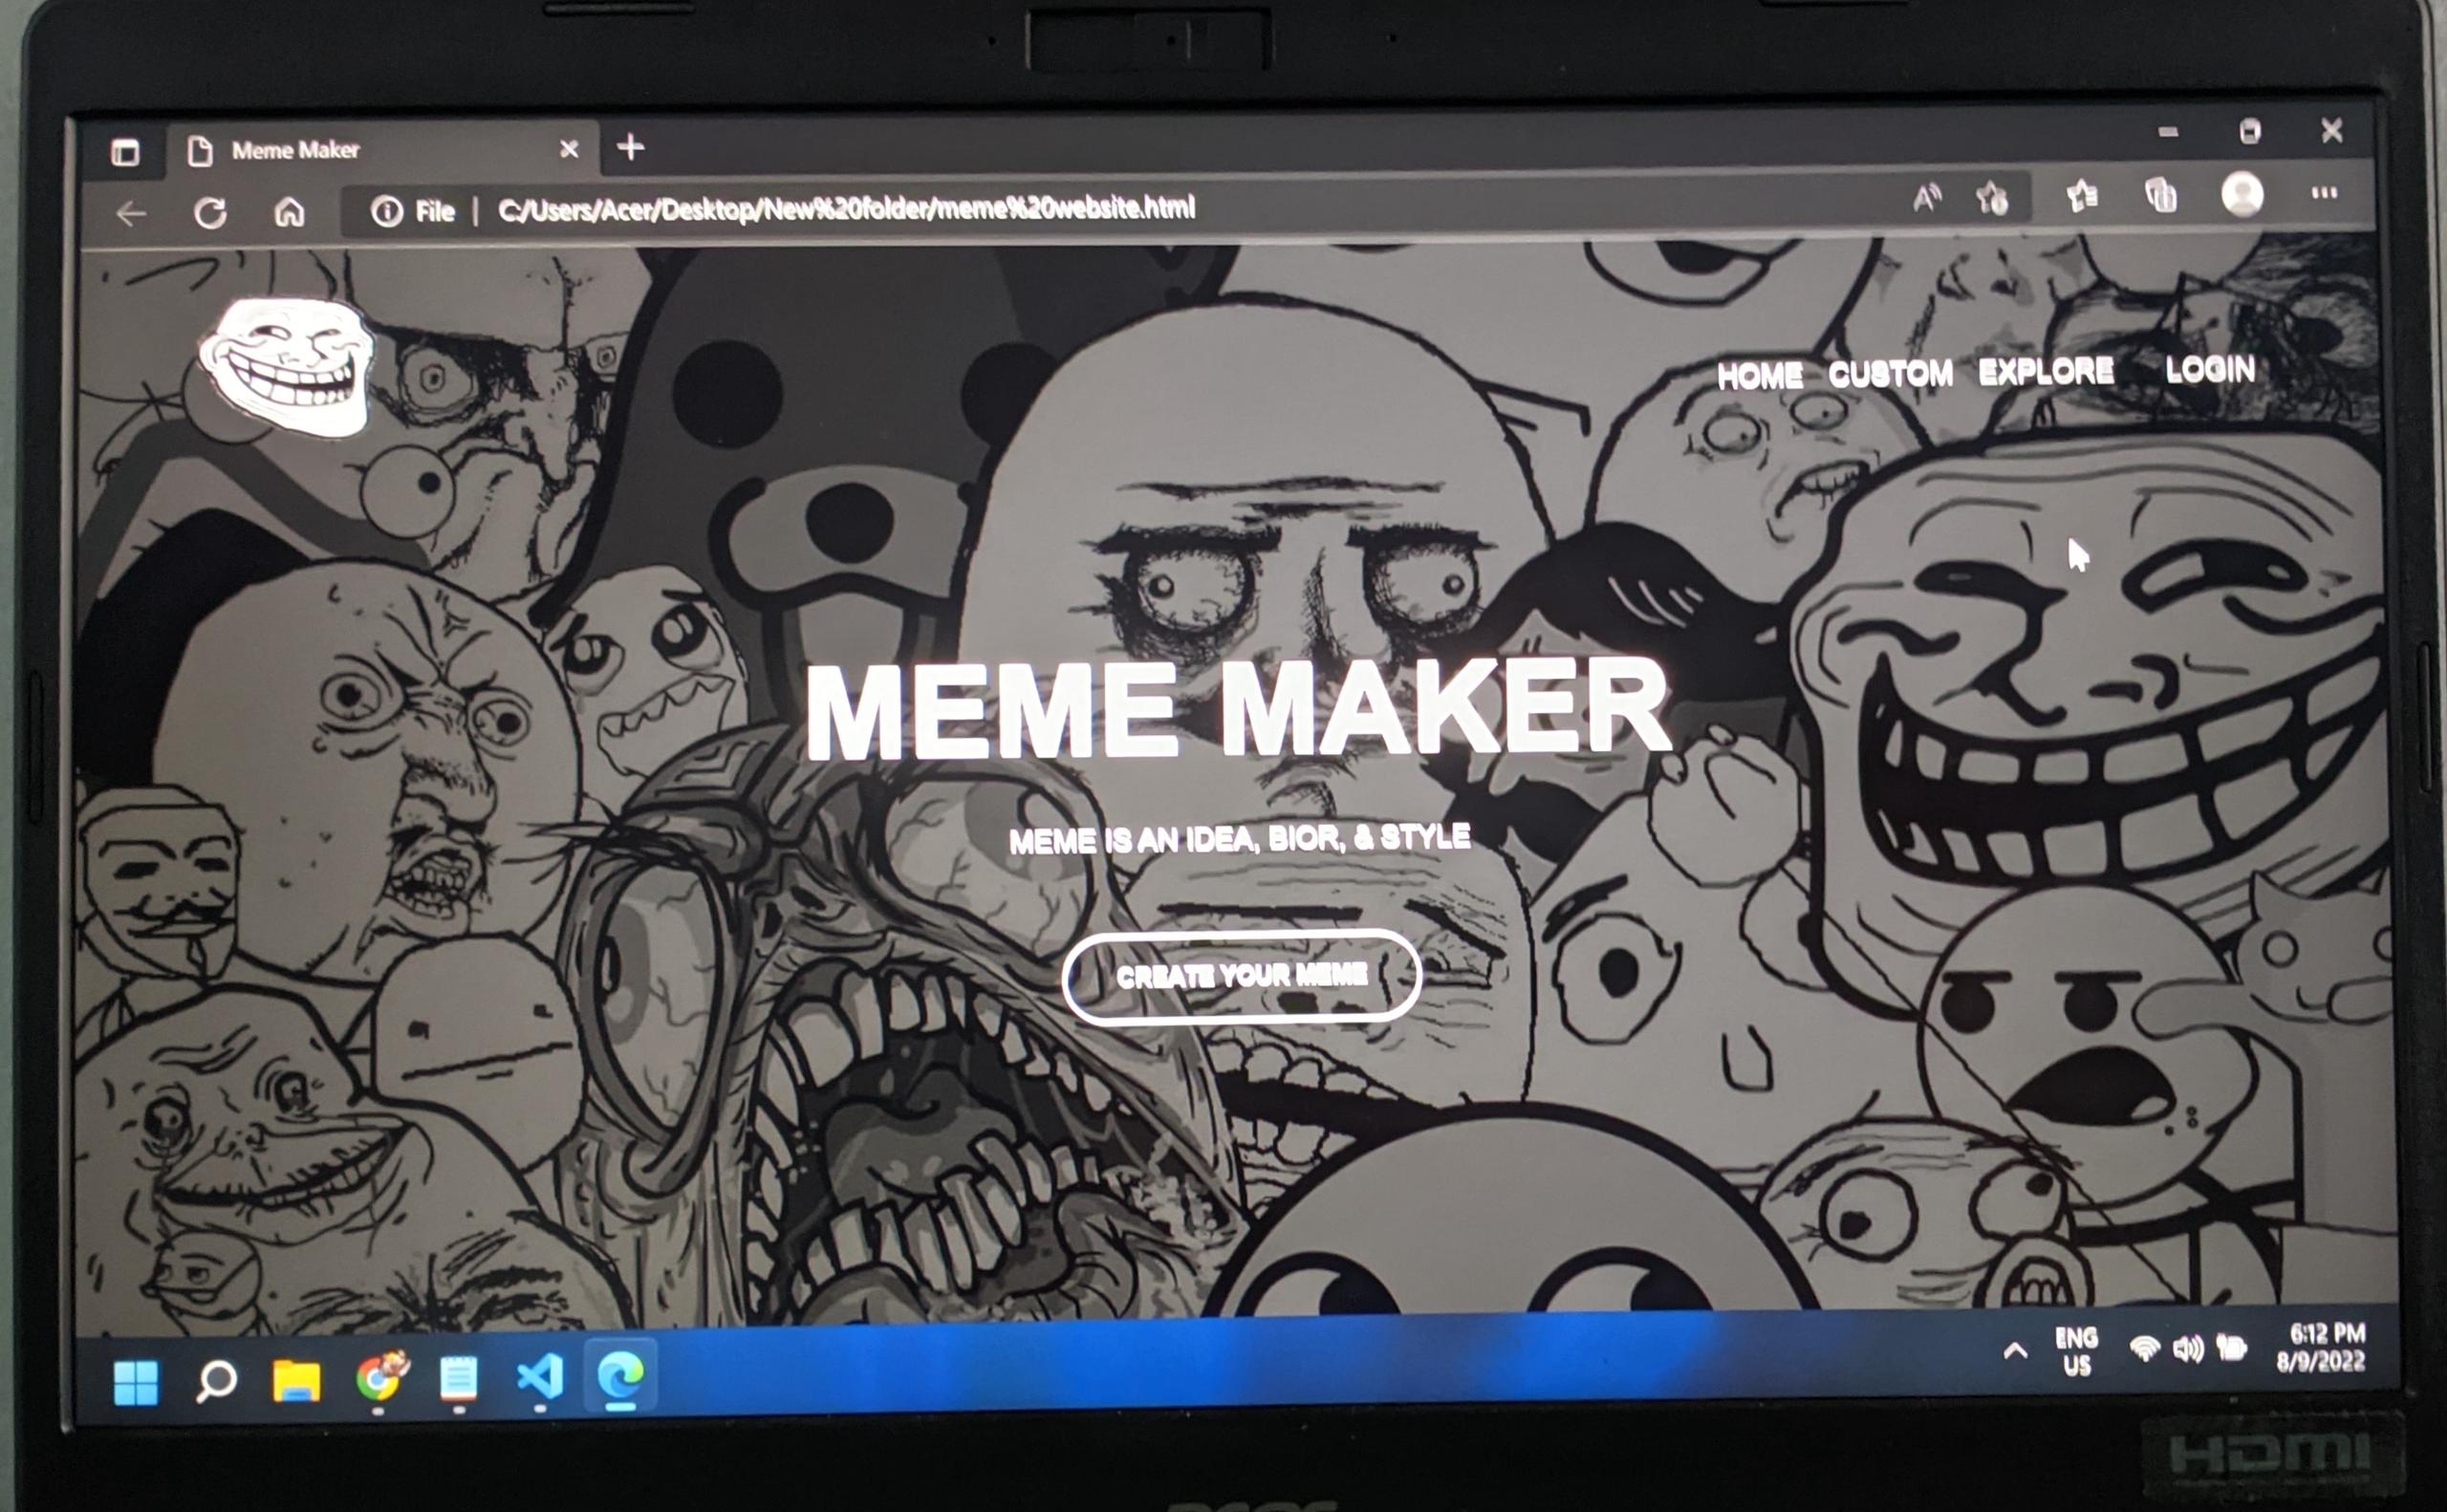 Meme Maker
File | C:/Users/Acer/Desktop/New%20folder/meme%20website.html
HOME CUSTOM EXPLORE LOGIN
MEME MAKER
MEME IS AN IDEA, BIOR, & STYLE
CREATE YOUR MEME
ENG
US
6:12 PM
8/9/2022
HDMI
acer